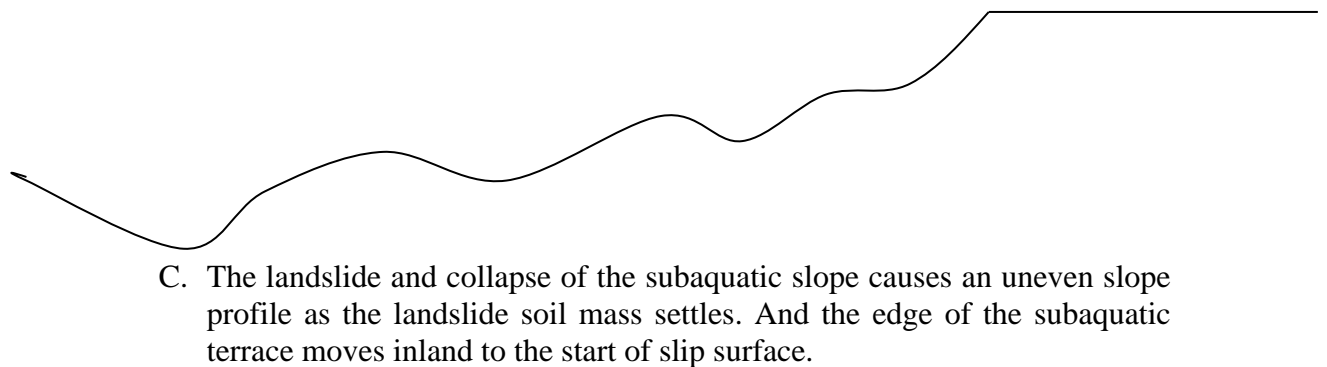 C. The landslide and collapse of the subaquatic slope causes an uneven slope
profile as the landslide soil mass settles. And the edge of the subaquatic
terrace moves inland to the start of slip surface.